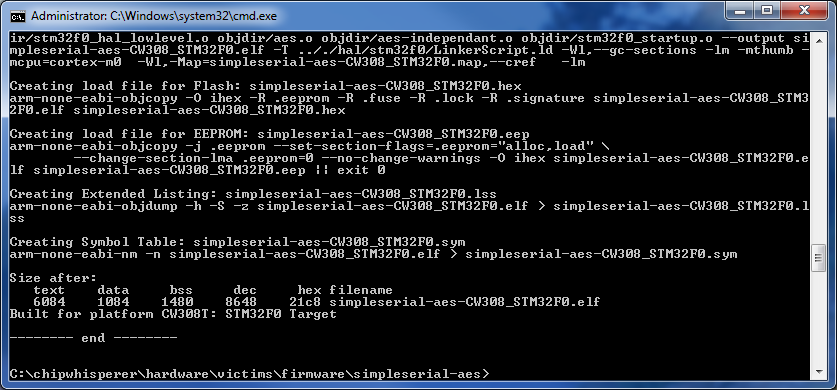 Administrator: C:\Windows\system32\cmd.exe
ir/stm32f0_hal_lowlevel.o objdir/aes.o objdir/aes-independant.o objdir/stm32f0_startup.o --output si
mpleserial-aes-CW308_STM32F0.elf -T ../../hal/stm32f0/LinkerScript.ld -Wl,--gc-sections -lm -mthumb -
mcpu=cortex-m0  -Wl,-Map=simpleserial-aes-CW308_STM32F0.map,--cref   -lm
Creating load file for Flash: simpleserial-aes-CW308_STM32F0.hex
arm-none-eabi-objcopy -O ihex -R .eeprom -R .fuse -R .lock -R .signature simpleserial-aes-CW308_STM3
2F0.elf simpleserial-aes-CW308_STM32F0.hex
Creating load file for EEPROM: simpleserial-aes-CW308_STM32F0.eep
arm-none-eabi-objcopy -j .eeprom --set-section-flags=.eeprom="alloc,load" \
        --change-section-lma .eeprom=0 --no-change-warnings -O ihex simpleserial-aes-CW308_STM32F0.e
lf simpleserial-aes-CW308_STM32F0.eep || exit 0
Creating Extended Listing: simpleserial-aes-CW308_STM32F0.lss
arm-none-eabi-objdump -h -S -z simpleserial-aes-CW308_STM32F0.elf > simpleserial-aes-CW308_STM32F0.l
ss
Creating Symbol Table: simpleserial-aes-CW308_STM32F0.sym
arm-none-eabi-nm -n simpleserial-aes-CW308_STM32F0.elf > simpleserial-aes-CW308_STM32F0.sym
Size after:
   text    data     bss     dec     hex filename
   6084    1084    1480    8648    21c8 simpleserial-aes-CW308_STM32F0.elf
Built for platform CW308T: STM32F0 Target
-------- end --------
C:\chipwhisperer\hardware\victims\firmware\simpleserial-aes>